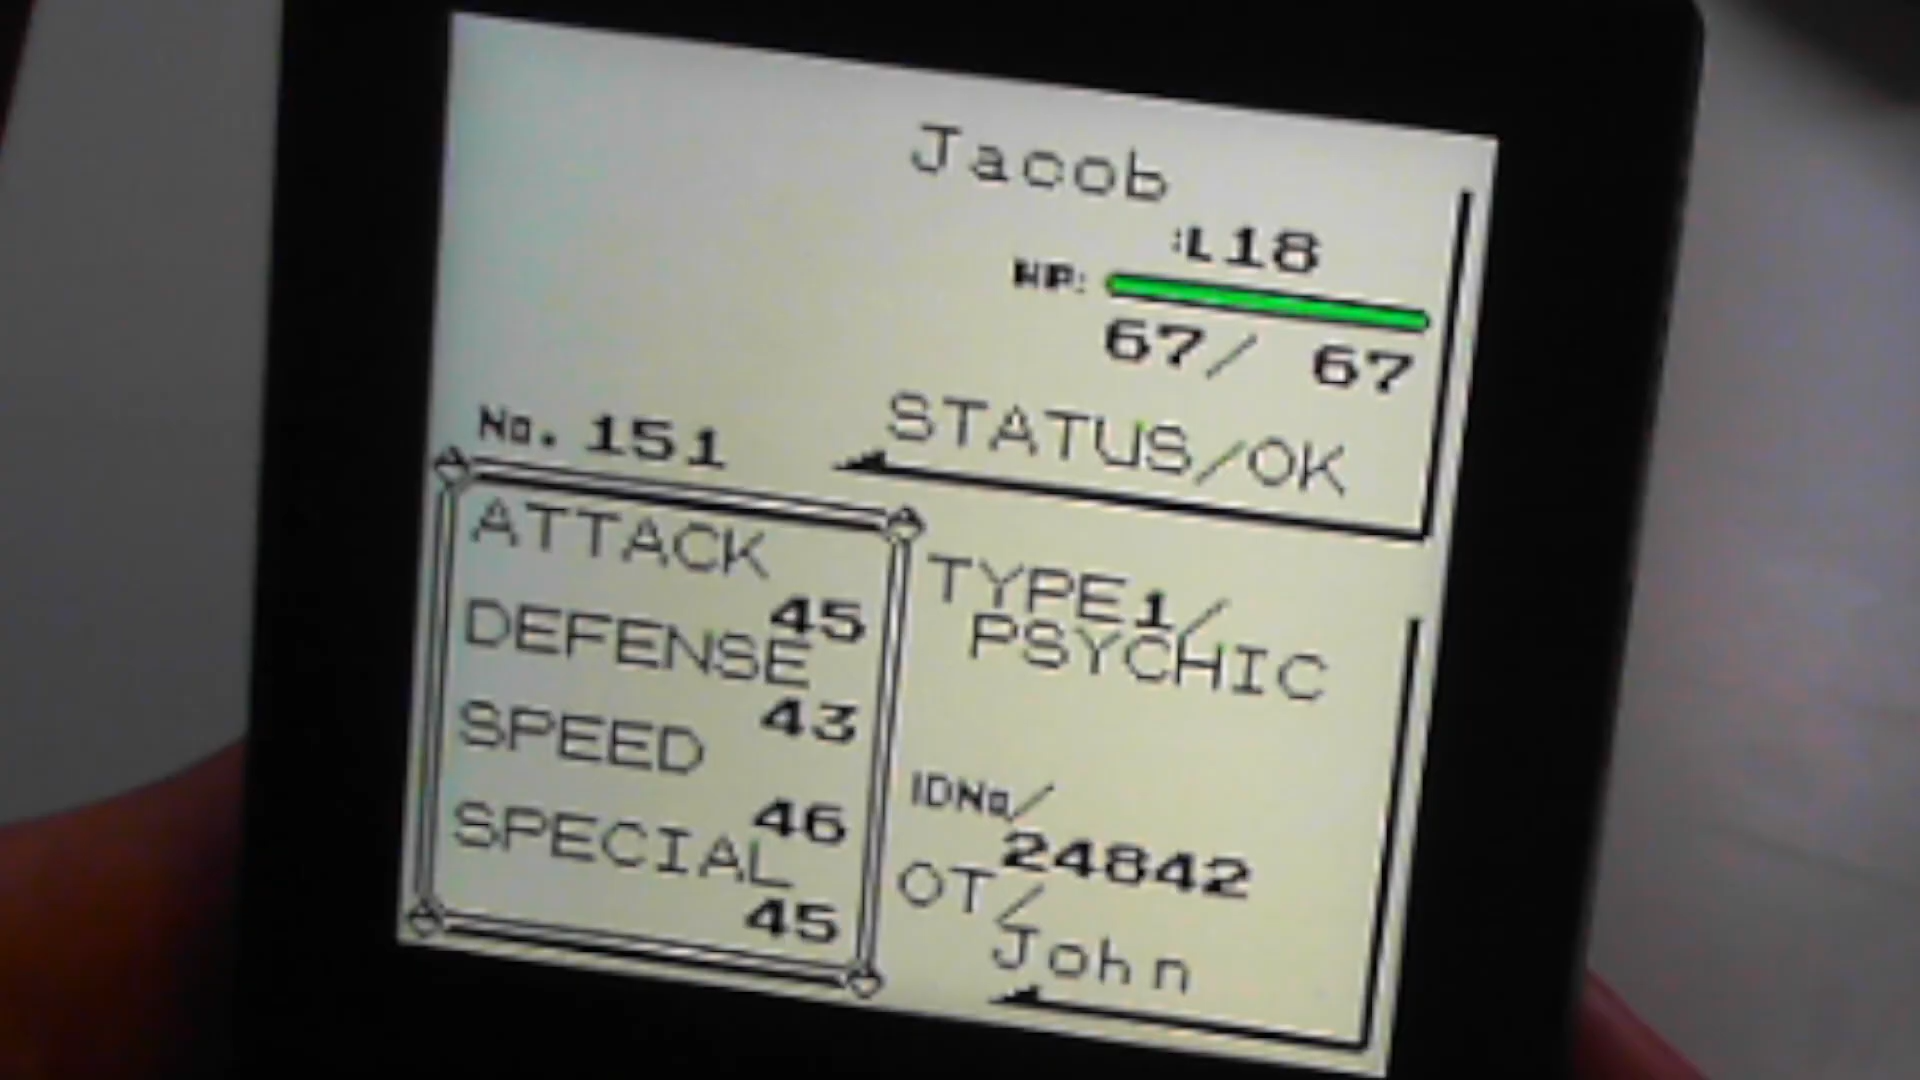 Jacob
:L18
HP:
67/ 67
STATUS/OK
No. 151
ATTACK
45
DEFENSE
43
SPEED
46
SPECIAL
45
TYPE1/
PSYCHIC
IDNo/
24842
OT/
John